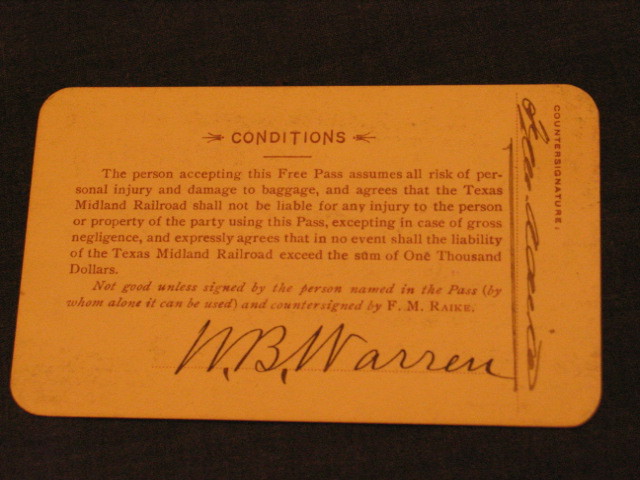 CONDITIONS
The person accepting this Free Pass assumes all risk of per-
sonal injury and damage to baggage, and agrees that the Texas
Midland Railroad shall not be liable for any injury to the person
or property of the party using this Pass, excepting in case of gross
negligence, and expressly agrees that in no event shall the liability
of the Texas Midland Railroad exceed the sum of One Thousand
Dollars.
Not good unless signed by the person named in the Pass (by
whom alone it can be used) and countersigned by F. M. RAIKE.
W. B. Warren
COUNTERSIGNATURE: